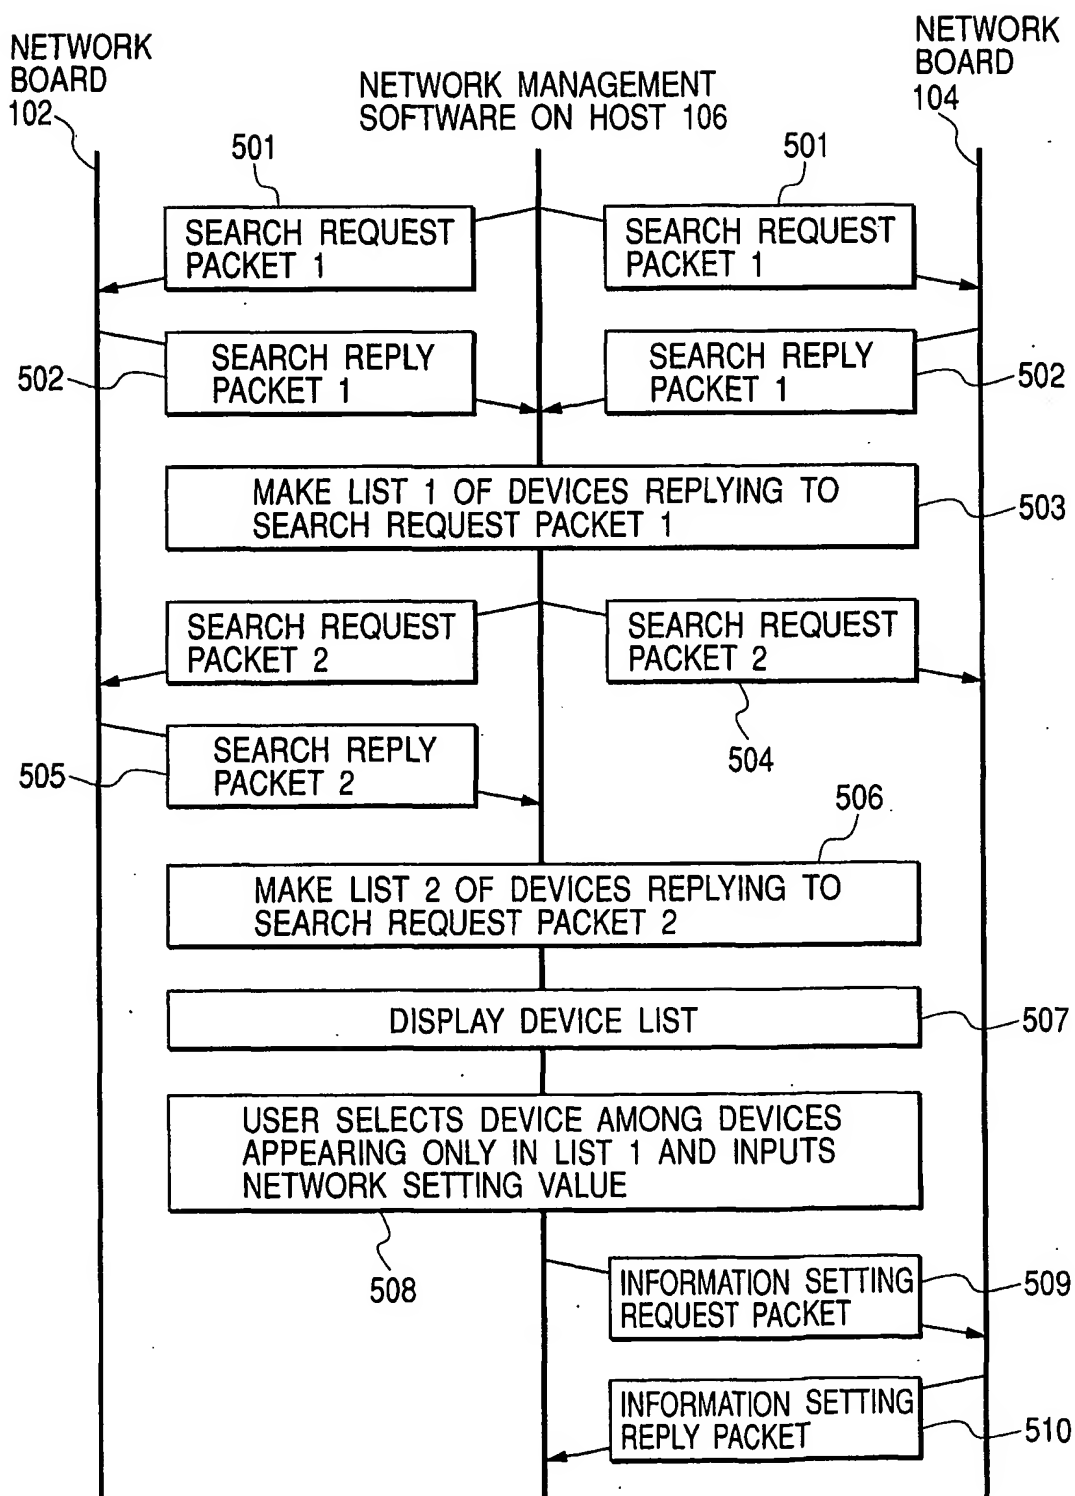 NETWORK
BOARD
102
NETWORK MANAGEMENT
SOFTWARE ON HOST 106
NETWORK
BOARD
104
501
501
SEARCH REQUEST
PACKET 1
SEARCH REQUEST
PACKET 1
502
SEARCH REPLY
PACKET 1
SEARCH REPLY
PACKET 1
502
MAKE LIST 1 OF DEVICES REPLYING TO
SEARCH REQUEST PACKET 1
503
SEARCH REQUEST
PACKET 2
SEARCH REQUEST
PACKET 2
504
505
SEARCH REPLY
PACKET 2
506
MAKE LIST 2 OF DEVICES REPLYING TO
SEARCH REQUEST PACKET 2
DISPLAY DEVICE LIST
507
USER SELECTS DEVICE AMONG DEVICES
APPEARING ONLY IN LIST 1 AND INPUTS
NETWORK SETTING VALUE
508
INFORMATION SETTING
REQUEST PACKET
509
INFORMATION SETTING
REPLY PACKET
510